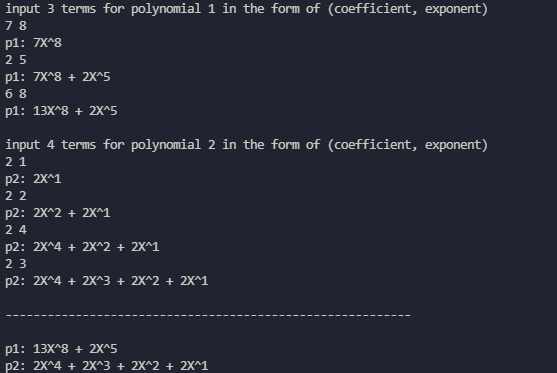 input 3 terms for polynomial 1 in the form of (coefficient, exponent)
7 8
p1: 7X^8
2 5
p1: 7X^8 + 2X^5
6 8
p1: 13X^8 + 2X^5
input 4 terms for polynomial 2 in the form of (coefficient, exponent)
2 1
p2: 2X^1
2 2
p2: 2X^2 + 2X^1
2 4
p2: 2X^4 + 2X^2 + 2X^1
2 3
p2: 2X^4 + 2X^3 + 2X^2 + 2X^1
----------------------------------------------------------
p1: 13X^8 + 2X^5
p2: 2X^4 + 2X^3 + 2X^2 + 2X^1